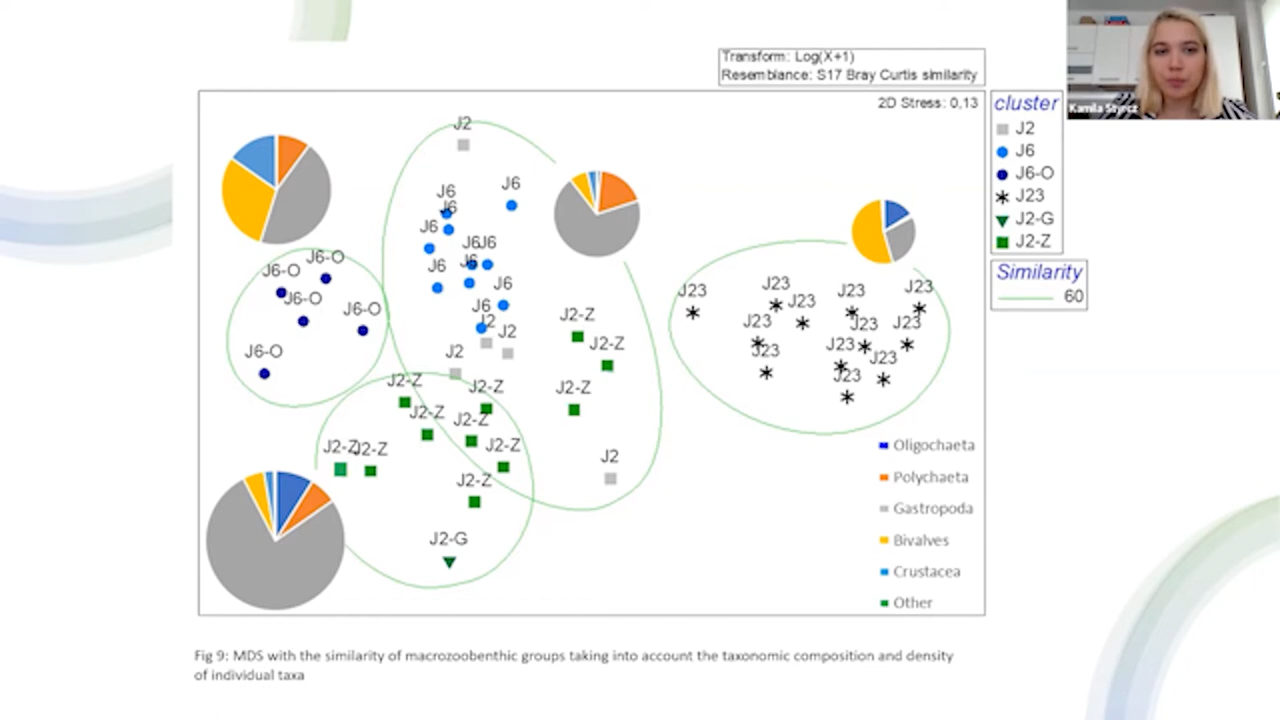 Transform: Log(X+1)
Resemblance: S17 Bray Curtis similarity
2D Stress: 0,13
cluster
J2
J6
J6-O
J23
J2-G
J2-Z
Similarity
60
Kamila
J2
J6
J6
J6
J6
J6
J6
J6
J6
J6
J6
J2
J2
J2
J2
J6-O
J6-O
J6-O
J6-O
J6-O
J2-Z
J2-Z
J2-Z
J2-Z
J2-Z
J2-Z
J2-Z
J2-Z
J2-Z
J2-Z
J2-Z
J2-G
J23
J23
J23
J23
J23
J23
J23
J23
J23
J23
J23
J23
Oligochaeta
Polychaeta
Gastropoda
Bivalves
Crustacea
Other
Fig 9: MDS with the similarity of macrozoobenthic groups taking into account the taxonomic composition and density
of individual taxa